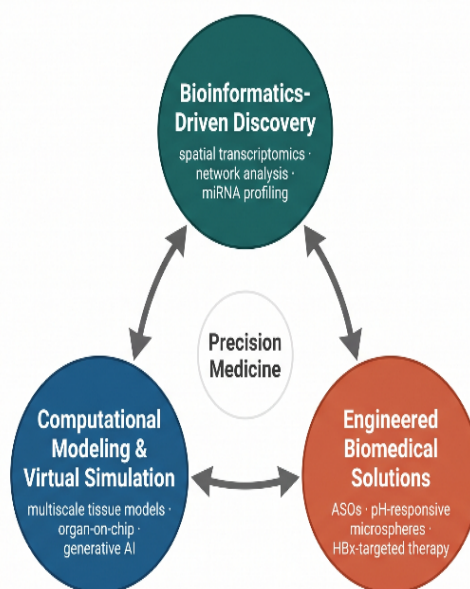 Bioinformatics-
Driven Discovery
spatial transcriptomics ·
network analysis ·
miRNA profiling
Precision
Medicine
Computational
Modeling &
Virtual Simulation
multiscale tissue models ·
organ-on-chip ·
generative AI
Engineered
Biomedical
Solutions
ASOs · pH-responsive
microspheres ·
HBx-targeted therapy